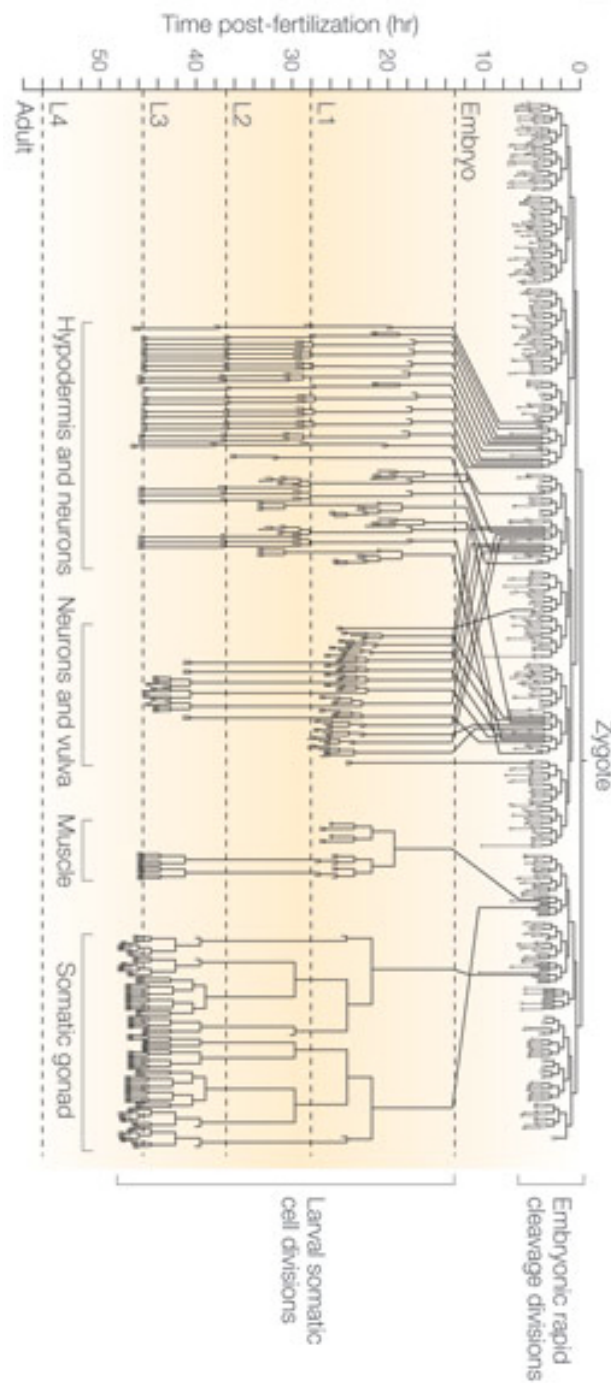 Zygote
Time post-fertilization (hr)
0
10
20
30
40
50
Embryo
L1
L2
L3
L4
Adult
Hypodermis and neurons
Neurons and vulva
Muscle
Somatic gonad
Embryonic rapid
cleavage divisions
Larval somatic
cell divisions